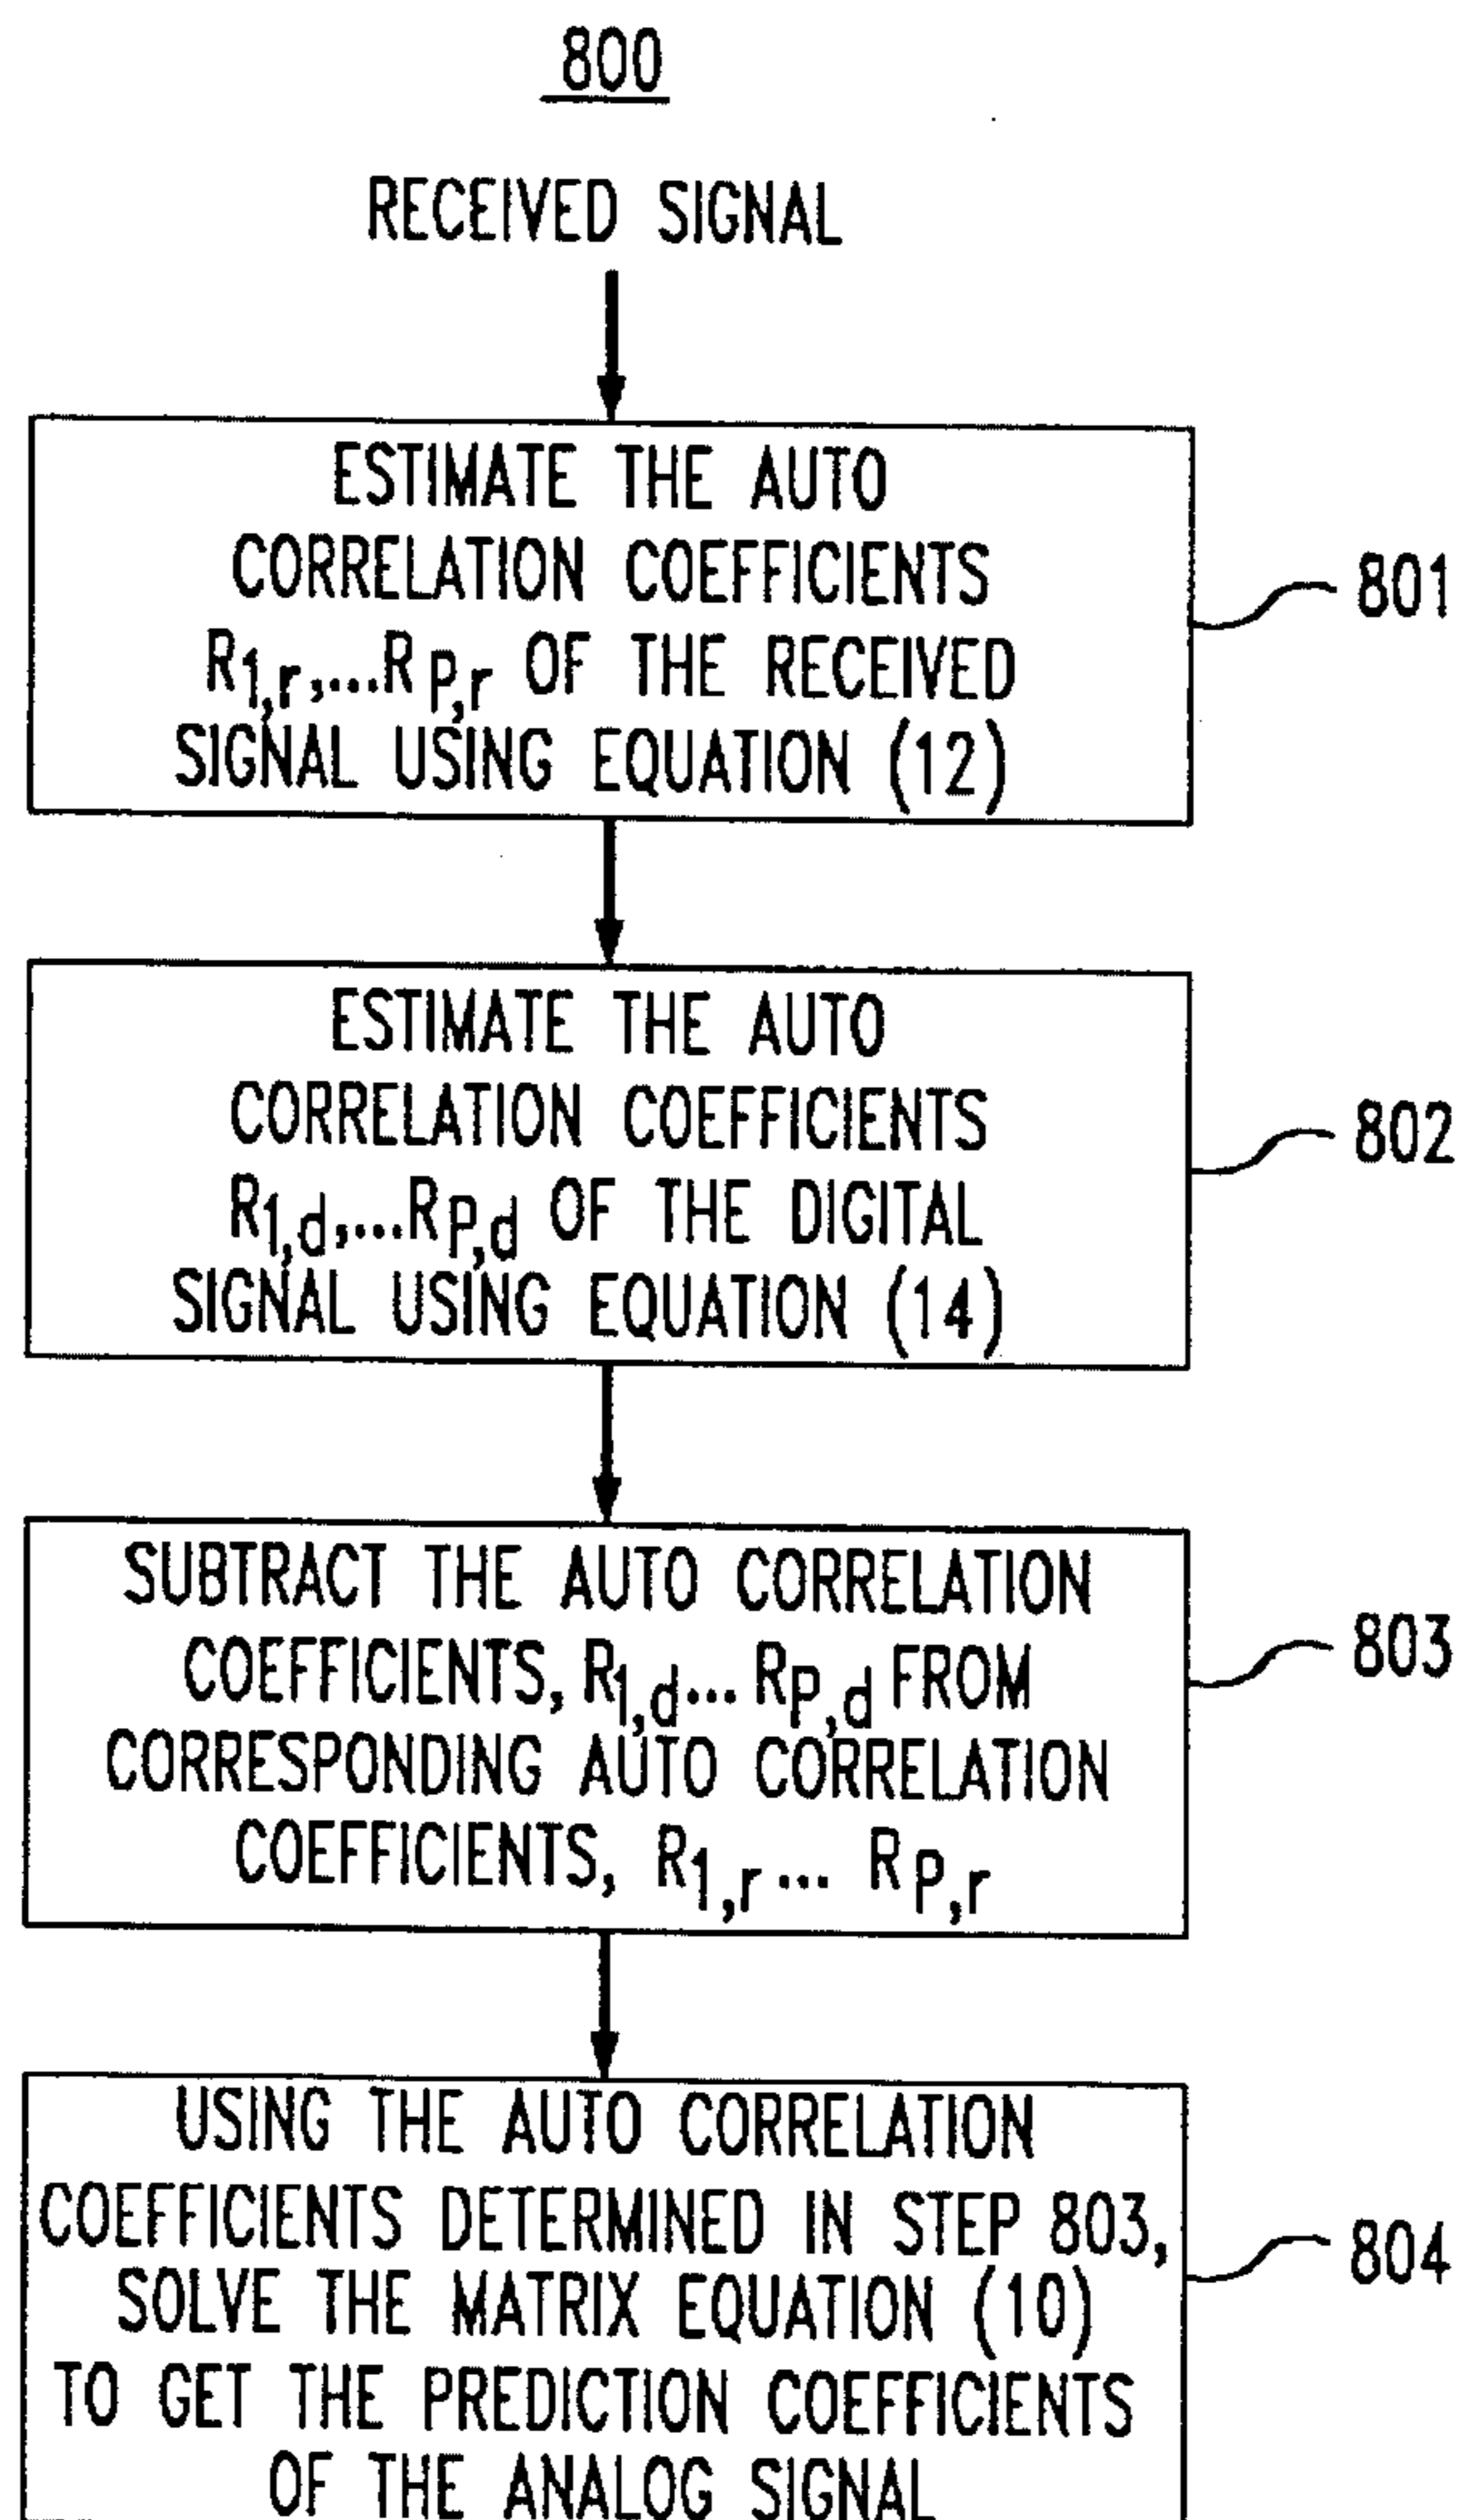 800
RECEIVED SIGNAL
ESTIMATE THE AUTO
CORRELATION COEFFICIENTS
R1,r,...RP,r OF THE RECEIVED
SIGNAL USING EQUATION (12)
801
ESTIMATE THE AUTO
CORRELATION COEFFICIENTS
R1,d,...RP,d OF THE DIGITAL
SIGNAL USING EQUATION (14)
802
SUBTRACT THE AUTO CORRELATION
COEFFICIENTS, R1,d... RP,d FROM
CORRESPONDING AUTO CORRELATION
COEFFICIENTS, R1,r... RP,r
803
USING THE AUTO CORRELATION
COEFFICIENTS DETERMINED IN STEP 803,
SOLVE THE MATRIX EQUATION (10)
TO GET THE PREDICTION COEFFICIENTS
OF THE ANALOG SIGNAL
804